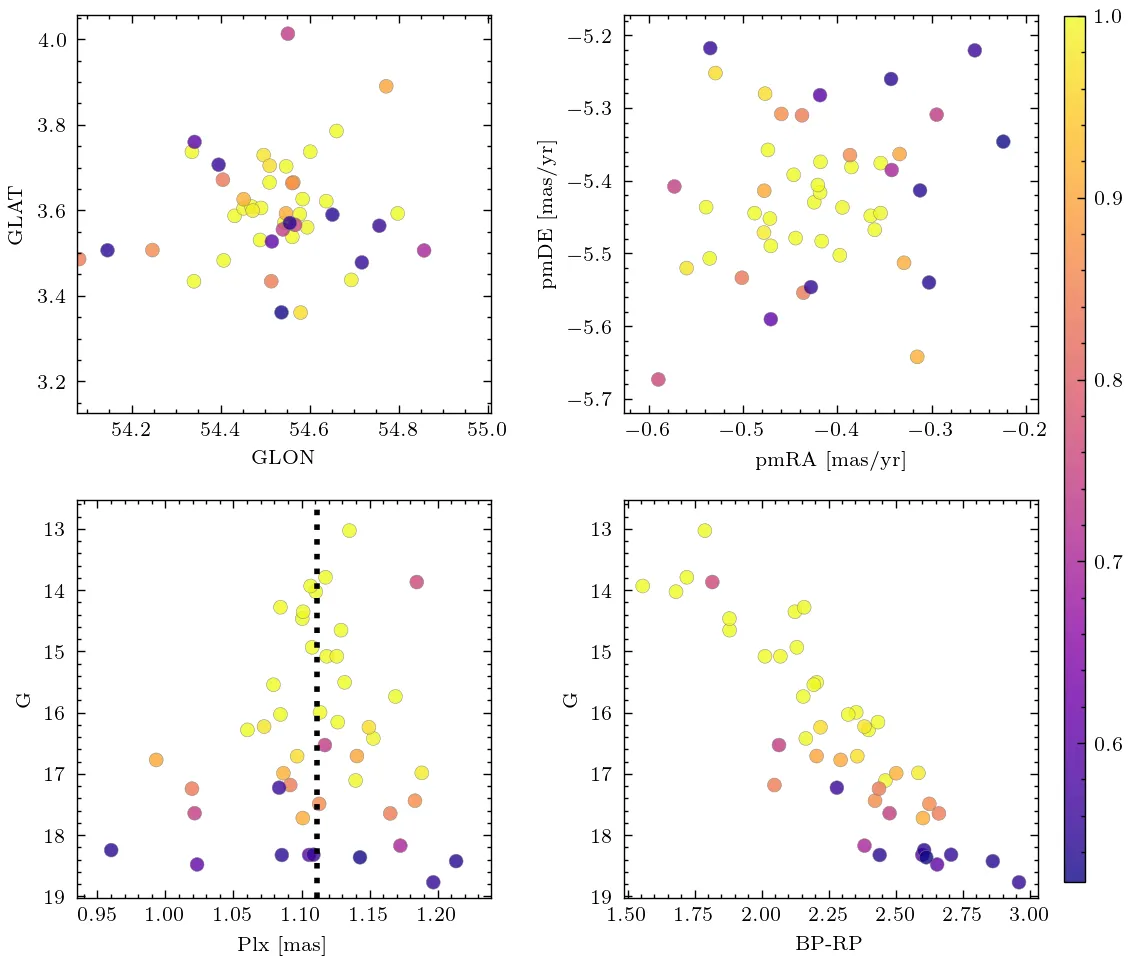 4.0
3.8
3.6
3.4
3.2
GLAT
54.2 54.4 54.6 54.8 55.0
GLON
−5.2
−5.3
−5.4
−5.5
−5.6
−5.7
pmDE [mas/yr]
−0.6 −0.5 −0.4 −0.3 −0.2
pmRA [mas/yr]
1.0
0.9
0.8
0.7
0.6
13
14
15
16
17
18
19
G
0.95 1.00 1.05 1.10 1.15 1.20
Plx [mas]
13
14
15
16
17
18
19
G
1.50 1.75 2.00 2.25 2.50 2.75 3.00
BP-RP